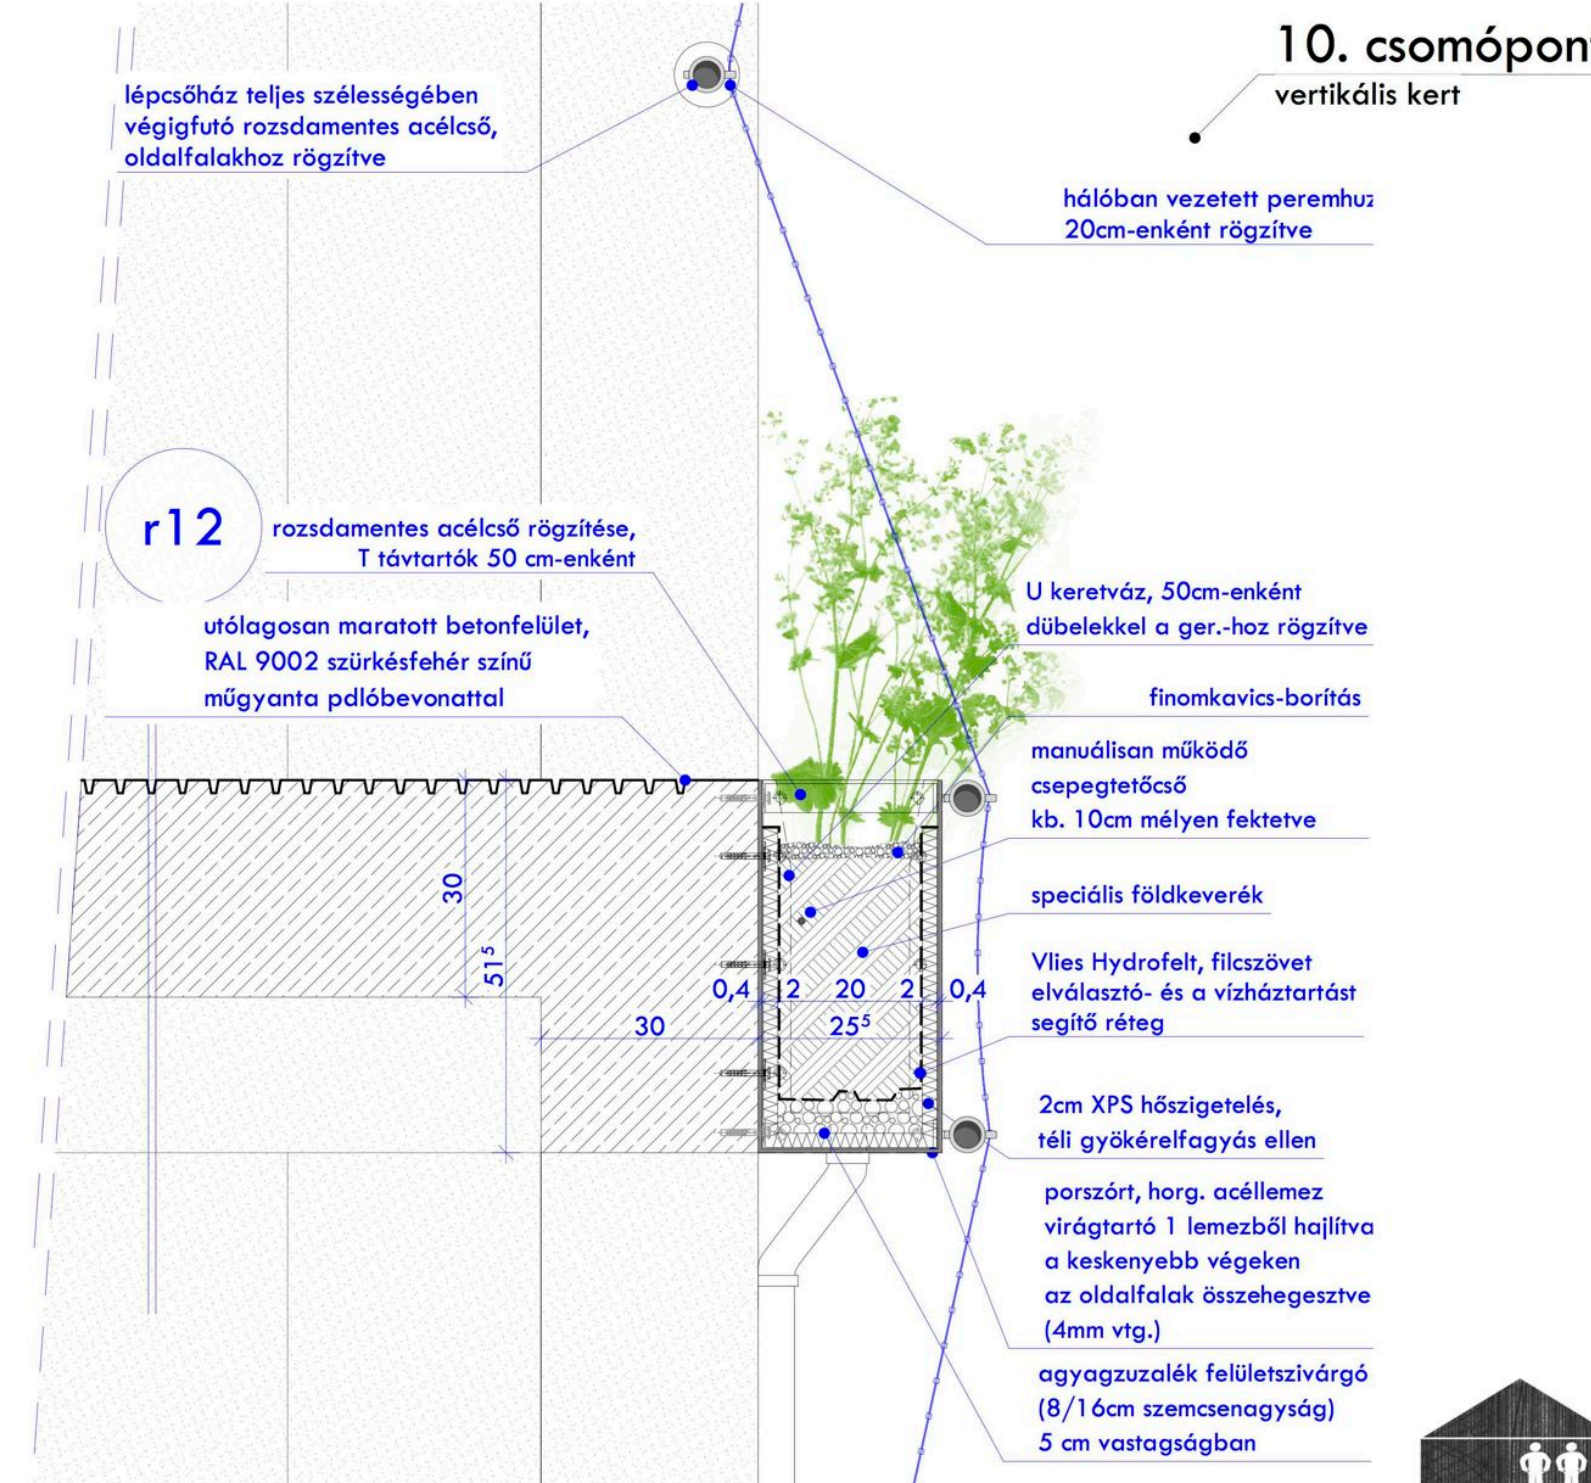 10. csomópont
vertikális kert
lépcsőház teljes szélességében
végigfutó rozsdamentes acélcső,
oldalfalakhoz rögzítve
hálóban vezetett peremhuz
20cm-enként rögzítve
r12
rozsdamentes acélcső rögzítése,
T távtartók 50 cm-enként
utólagosan maratott betonfelület,
RAL 9002 szürkésfehér színű
műgyanta pdlóbevonattal
U keretváz, 50cm-enként
dübelekkel a ger.-hoz rögzítve
finomkavics-borítás
manuálisan működő
csepegtetőcső
kb. 10cm mélyen fektetve
speciális földkeverék
Vlies Hydrofelt, filcszövet
elválasztó- és a vízháztartást
segítő réteg
30
51⁵
0,4 2 20 2 0,4
30 25⁵
2cm XPS hőszigetelés,
téli gyökérelfagyás ellen
porszórt, horg. acéllemez
virágtartó 1 lemezből hajlítva
a keskenyebb végeken
az oldalfalak összehegesztve
(4mm vtg.)
agyagzuzalék felületszivárgó
(8/16cm szemcsenagyság)
5 cm vastagságban